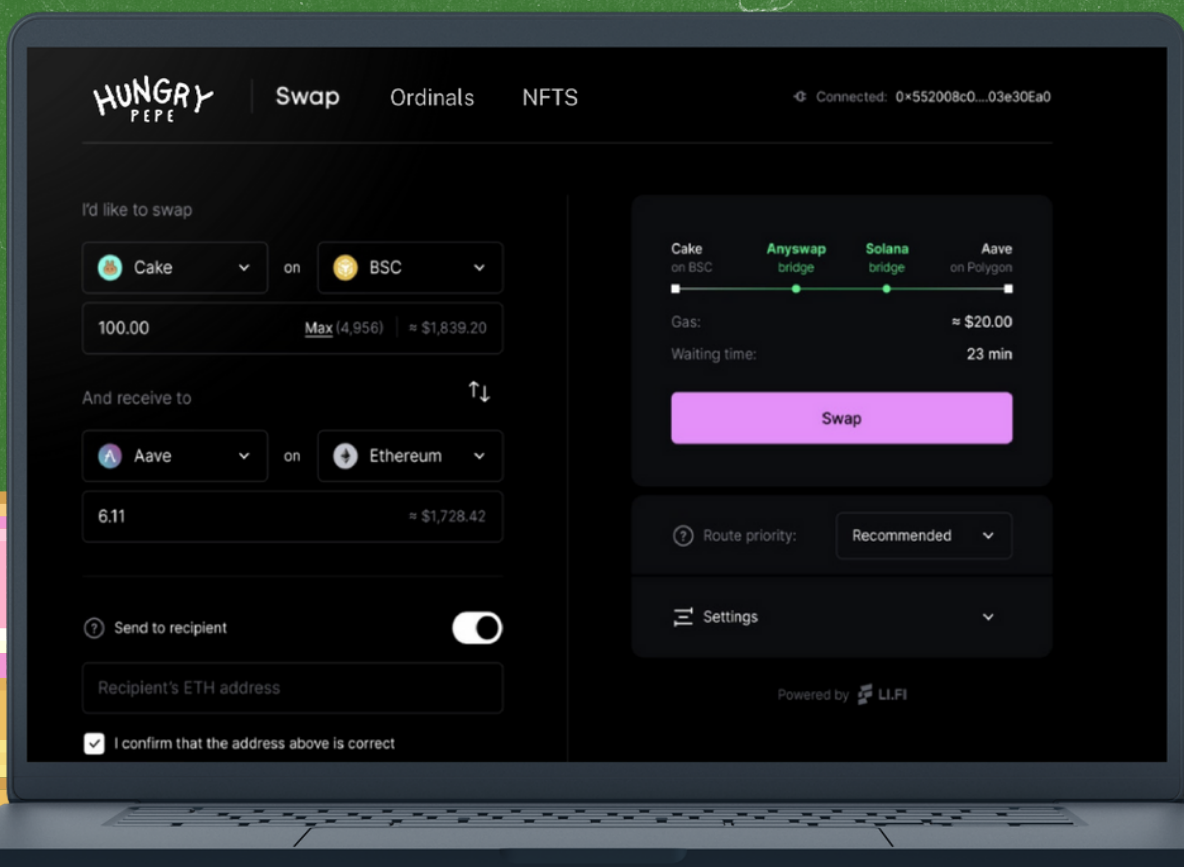 HUNGRY PEPE
Swap Ordinals NFTS
Connected: 0×552008c0....03e30Ea0
I'd like to swap
Cake on BSC
100.00 Max (4,956) ≈ $1,839.20
And receive to
Aave on Ethereum
6.11 ≈ $1,728.42
? Send to recipient
Recipient's ETH address
I confirm that the address above is correct
Cake Anyswap Solana Aave
on BSC bridge bridge on Polygon
Gas: ≈ $20.00
Waiting time: 23 min
Swap
? Route priority: Recommended
Settings
Powered by LI.FI